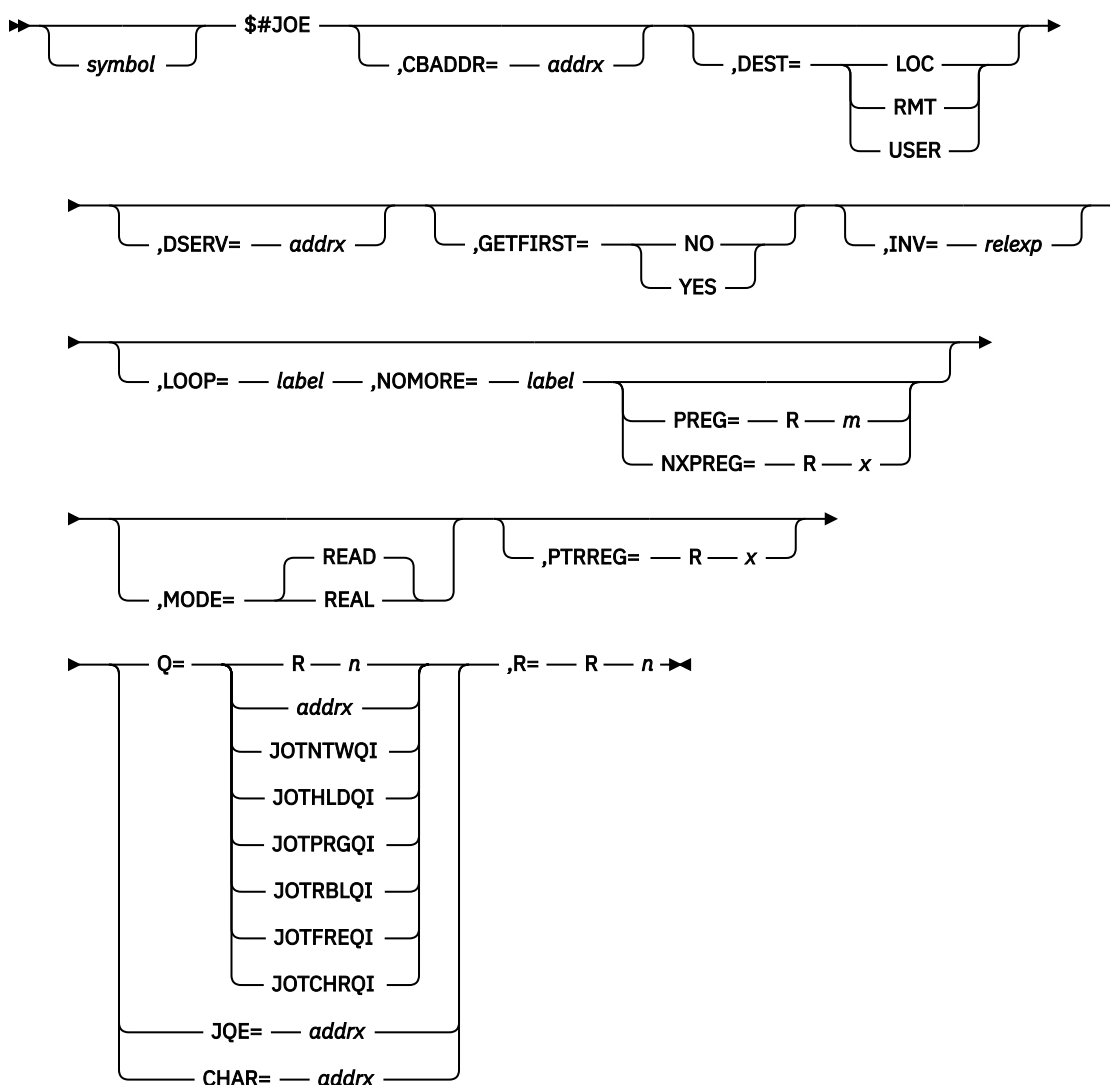 $#JOE
symbol ,CBADDR= addrx ,DEST= LOC
RMT
USER
,DSERV= addrx ,GETFIRST= NO ,INV= relexp
YES
,LOOP= label ,NOMORE= label
PREG= R m
NXPREG= R x
READ ,PTRREG= R x
,MODE= REAL
Q= R n ,R= R n
addrx
JOTNTWQI
JOTHLDQI
JOTPRGQI
JOTRBLQI
JOTFREQI
JOTCHRQI
JQE= addrx
CHAR= addrx